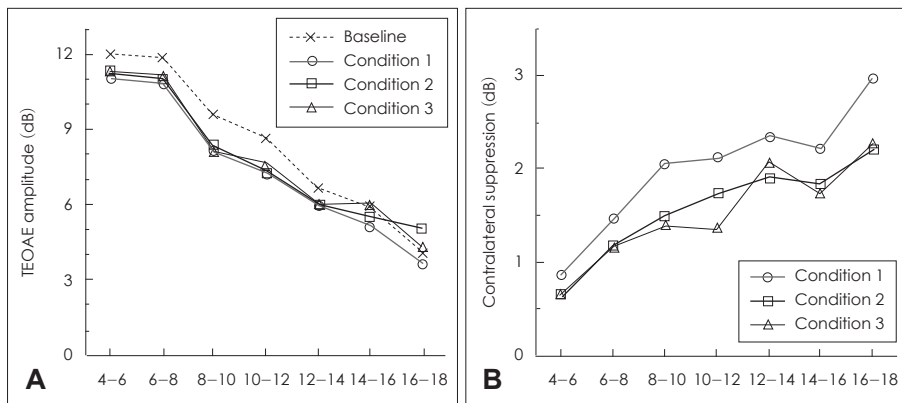 TEOAE amplitude (dB)
12
9
6
3
0
Baseline
Condition 1
Condition 2
Condition 3
A
4–6 6–8 8–10 10–12 12–14 14–16 16–18
Contralateral suppression (dB)
3
2
1
0
Condition 1
Condition 2
Condition 3
B
4–6 6–8 8–10 10–12 12–14 14–16 16–18